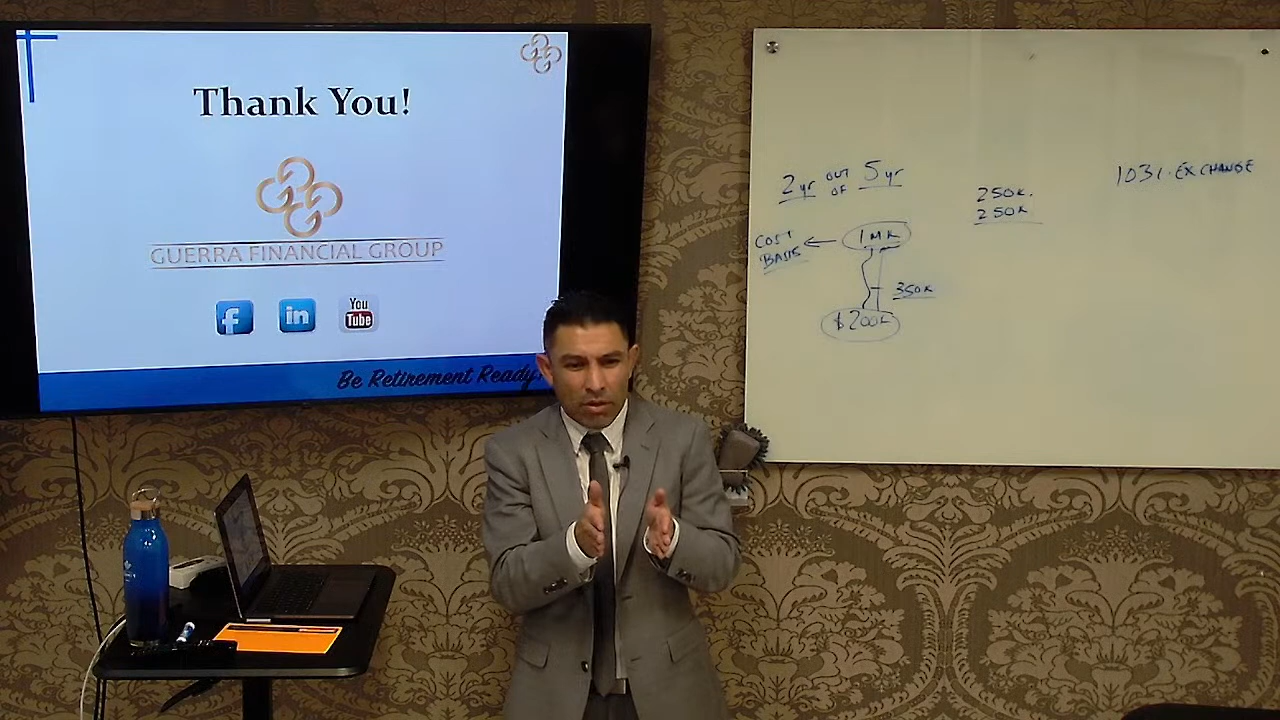 Thank You!
GUERRA FINANCIAL GROUP
You
Tube
f
in
Be Retirement Ready
2 yr OUT OF 5 yr
COST BASIS
1 MK
350K
$200K
250K.
250K
1031 EXCHANGE